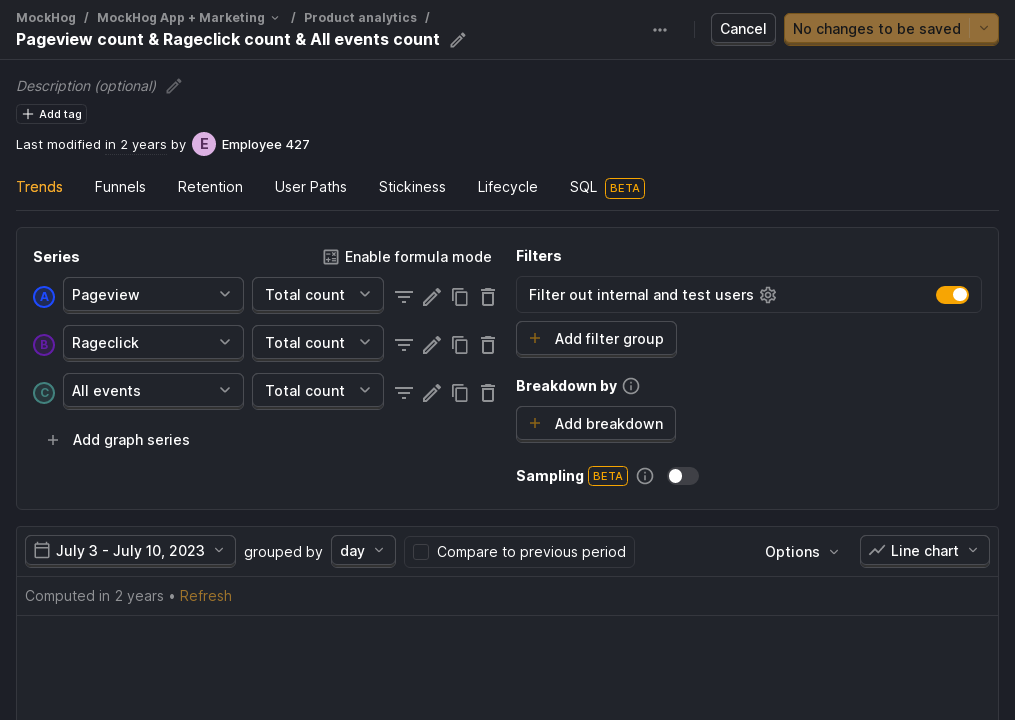 MockHog / MockHog App + Marketing / Product analytics /
Pageview count & Rageclick count & All events count
Cancel
No changes to be saved
Description (optional)
Add tag
Last modified in 2 years by E Employee 427
Trends Funnels Retention User Paths Stickiness Lifecycle SQL BETA
Series
Enable formula mode
A Pageview Total count
B Rageclick Total count
C All events Total count
Add graph series
Filters
Filter out internal and test users
Add filter group
Breakdown by
Add breakdown
Sampling BETA
July 3 - July 10, 2023 grouped by day Compare to previous period Options Line chart
Computed in 2 years • Refresh